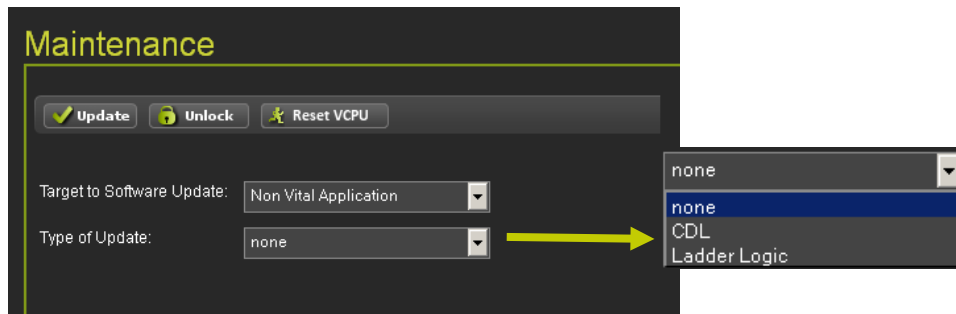 Maintenance
Update Unlock Reset VCPU
Target to Software Update: Non Vital Application
Type of Update: none
none
none
CDL
Ladder Logic